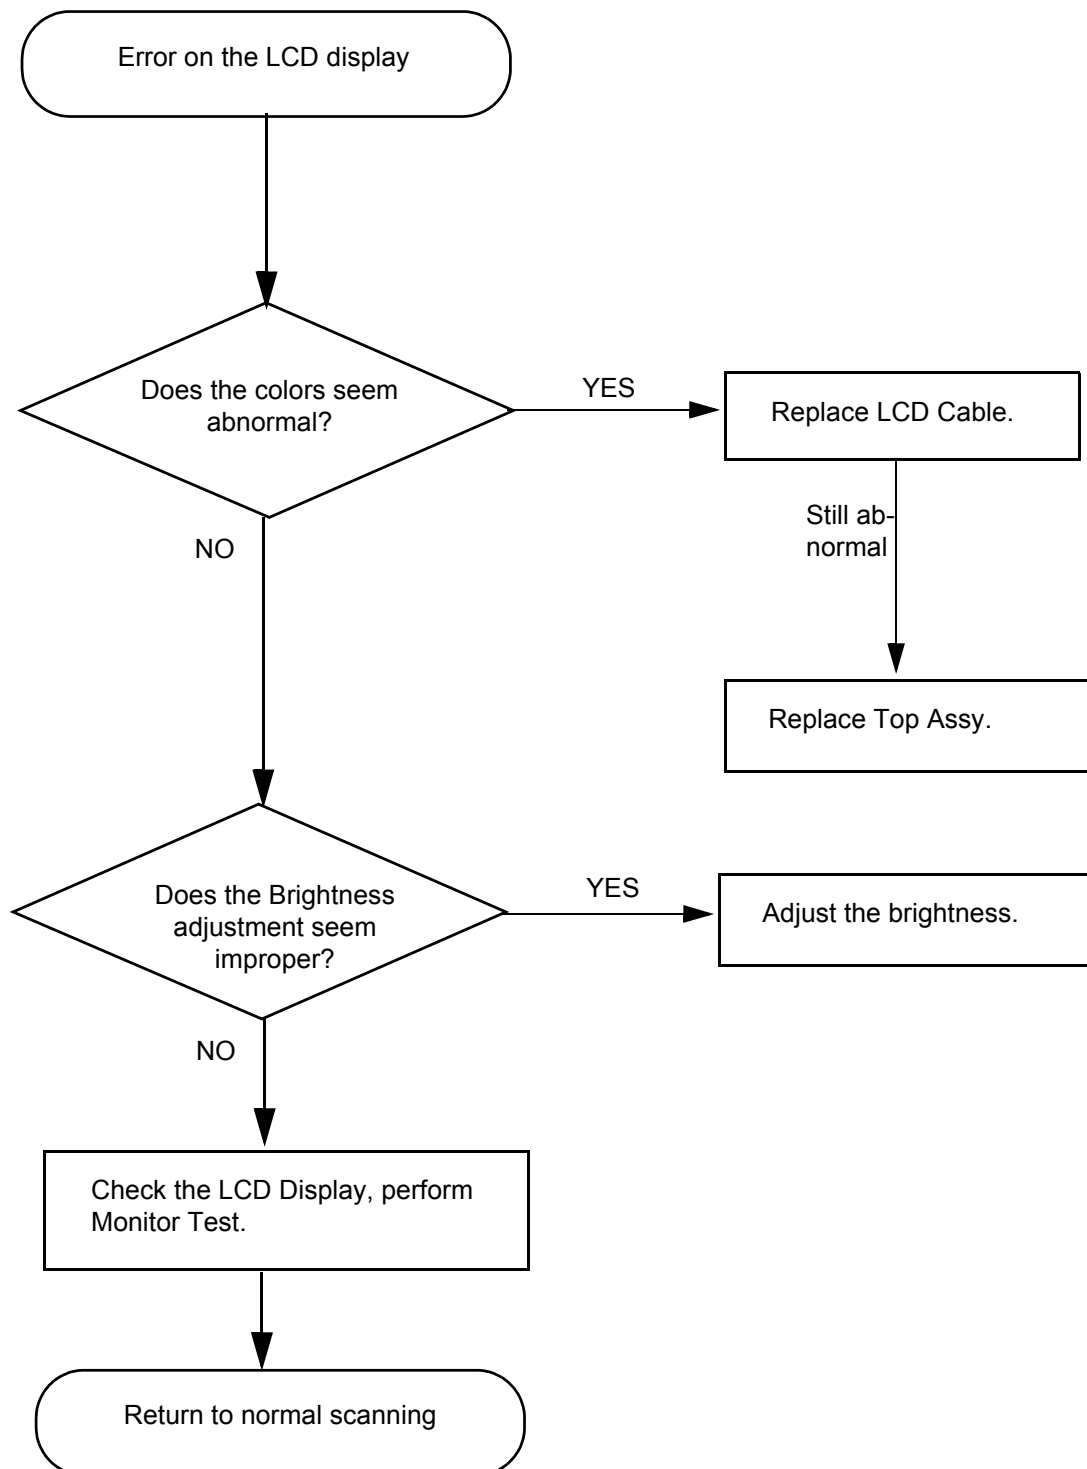 Error on the LCD display
Does the colors seem
abnormal?
YES
Replace LCD Cable.
Still ab-
normal
Replace Top Assy.
NO
Does the Brightness
adjustment seem
improper?
YES
Adjust the brightness.
NO
Check the LCD Display, perform
Monitor Test.
Return to normal scanning